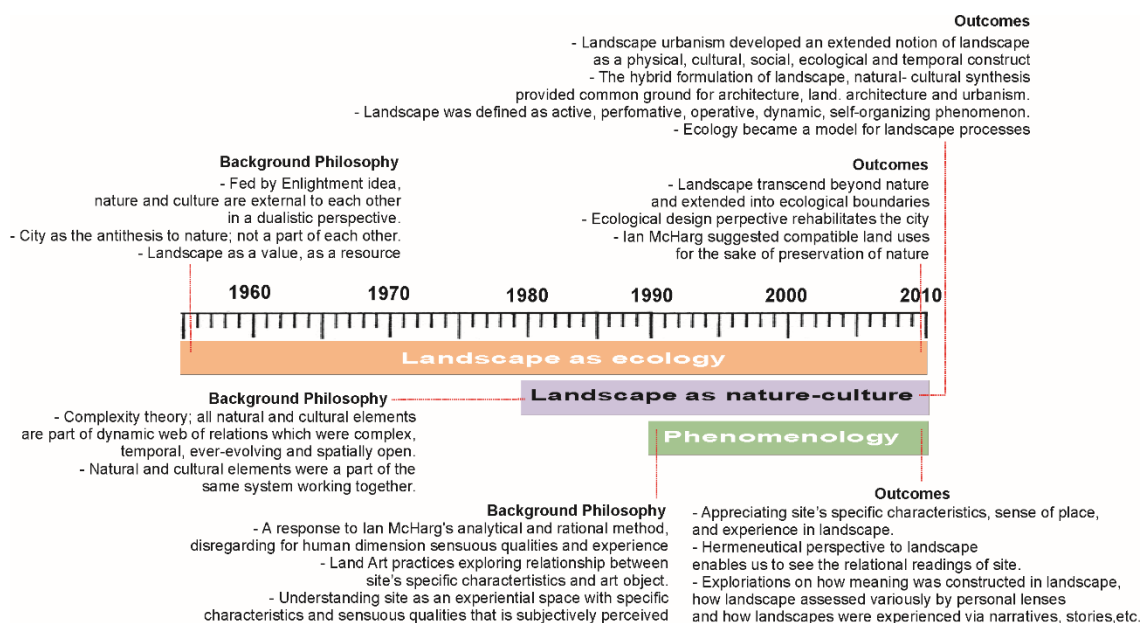 Outcomes
- Landscape urbanism developed an extended notion of landscape
as a physical, cultural, social, ecological and temporal construct
- The hybrid formulation of landscape, natural- cultural synthesis
provided common ground for architecture, land. architecture and urbanism.
- Landscape was defined as active, perfomative, operative, dynamic, self-organizing phenomenon.
- Ecology became a model for landscape processes
Background Philosophy
- Fed by Enlightment idea,
nature and culture are external to each other
in a dualistic perspective.
- City as the antithesis to nature; not a part of each other.
- Landscape as a value, as a resource
Outcomes
- Landscape transcend beyond nature
and extended into ecological boundaries
- Ecological design perpective rehabilitates the city
- Ian McHarg suggested compatible land uses
for the sake of preservation of nature
1960 1970 1980 1990 2000 2010
Landscape as ecology
Landscape as nature-culture
Phenomenology
Background Philosophy
- Complexity theory; all natural and cultural elements
are part of dynamic web of relations which were complex,
temporal, ever-evolving and spatially open.
- Natural and cultural elements were a part of the
same system working together.
Background Philosophy
- A response to Ian McHarg's analytical and rational method,
disregarding for human dimension sensuous qualities and experience
- Land Art practices exploring relationship between
site's specific charactertistics and art object.
- Understanding site as an experiential space with specific
characteristics and sensuous qualities that is subjectively perceived
Outcomes
- Appreciating site's specific characteristics, sense of place,
and experience in landscape.
- Hermeneutical perspective to landscape
enables us to see the relational readings of site.
- Exploriations on how meaning was constructed in landscape,
how landscape assessed variously by personal lenses
and how landscapes were experienced via narratives, stories,etc.